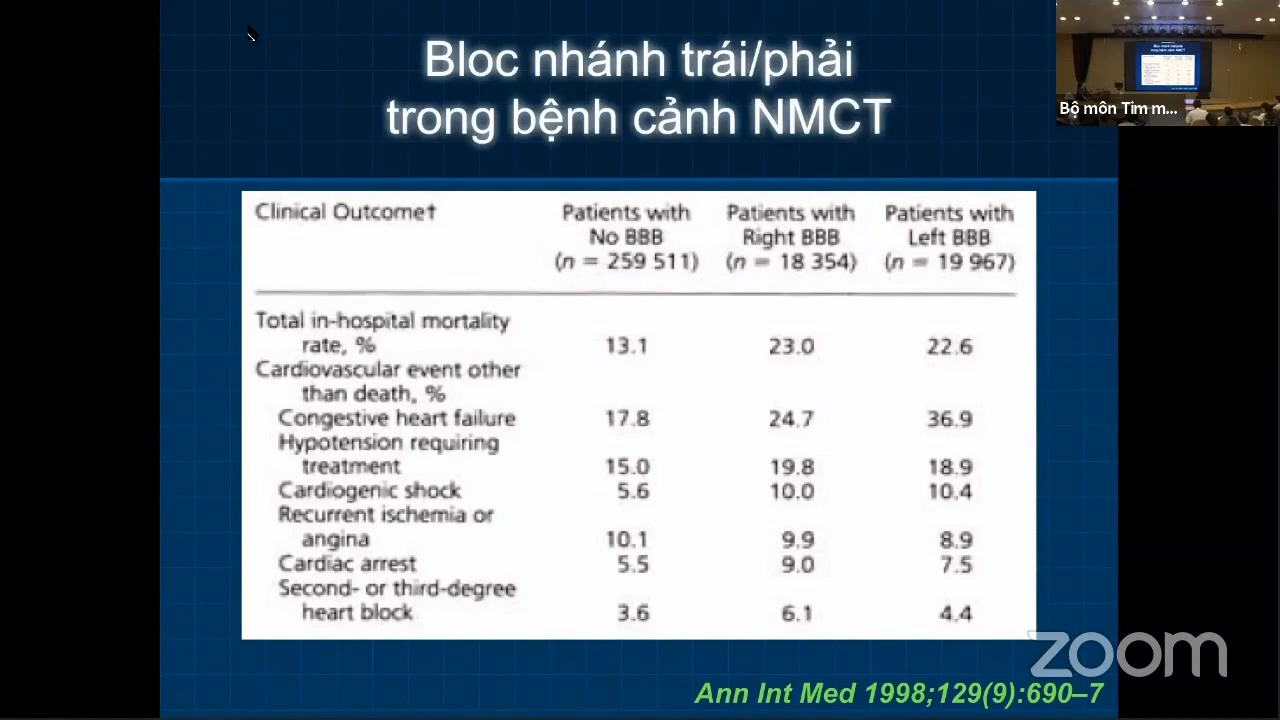 Bloc nhánh trái/phải
trong bệnh cảnh NMCT
Bộ môn Tim m...
Clinical Outcome† Patients with No BBB (n = 259 511) Patients with Right BBB (n = 18 354) Patients with Left BBB (n = 19 967)
Total in-hospital mortality
rate, % 13.1 23.0 22.6
Cardiovascular event other
than death, %
Congestive heart failure 17.8 24.7 36.9
Hypotension requiring
treatment 15.0 19.8 18.9
Cardiogenic shock 5.6 10.0 10.4
Recurrent ischemia or
angina 10.1 9.9 8.9
Cardiac arrest 5.5 9.0 7.5
Second- or third-degree
heart block 3.6 6.1 4.4
zoom
Ann Int Med 1998;129(9):690–7